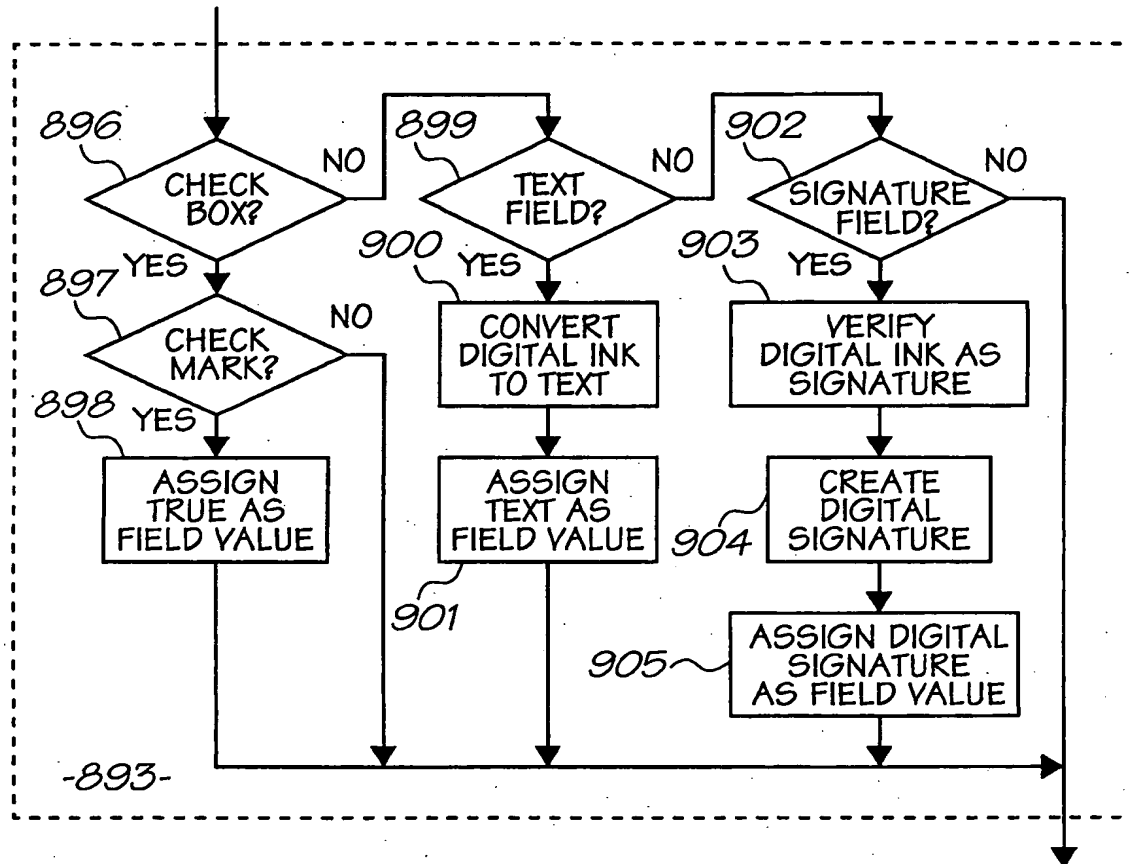 896
CHECK
BOX?
NO
YES
897
CHECK
MARK?
NO
YES
898
ASSIGN
TRUE AS
FIELD VALUE
899
TEXT
FIELD?
NO
YES
900
CONVERT
DIGITAL INK
TO TEXT
ASSIGN
TEXT AS
FIELD VALUE
901
902
SIGNATURE
FIELD?
NO
YES
903
VERIFY
DIGITAL INK AS
SIGNATURE
CREATE
DIGITAL
SIGNATURE
904
ASSIGN DIGITAL
SIGNATURE
AS FIELD VALUE
905
-893-